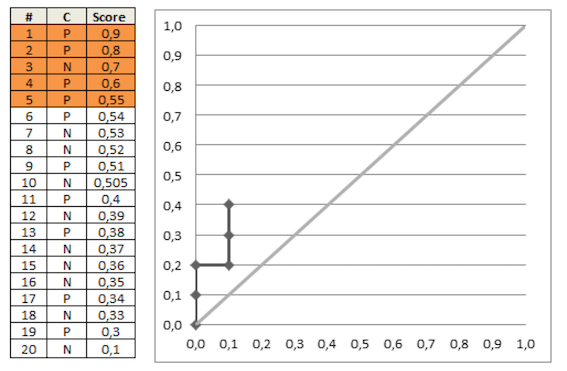 # C Score
1 P 0,9
2 P 0,8
3 N 0,7
4 P 0,6
5 P 0,55
6 P 0,54
7 N 0,53
8 N 0,52
9 P 0,51
10 N 0,505
11 P 0,4
12 N 0,39
13 P 0,38
14 N 0,37
15 N 0,36
16 N 0,35
17 P 0,34
18 N 0,33
19 P 0,3
20 N 0,1
1,0
0,9
0,8
0,7
0,6
0,5
0,4
0,3
0,2
0,1
0,0
0,0 0,1 0,2 0,3 0,4 0,5 0,6 0,7 0,8 0,9 1,0